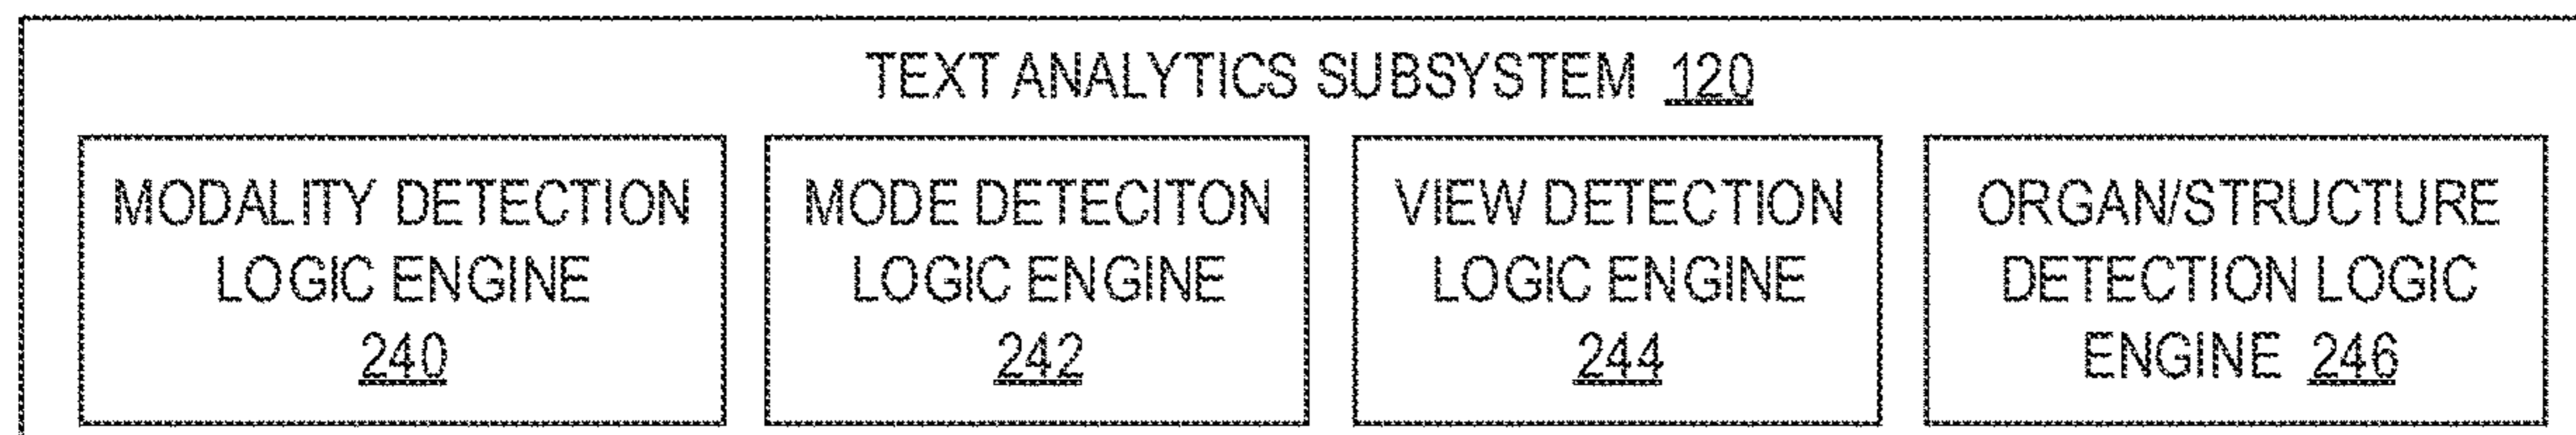 TEXT ANALYTICS SUBSYSTEM 120
MODALITY DETECTION
LOGIC ENGINE
240
MODE DETECITON
LOGIC ENGINE
242
VIEW DETECTION
LOGIC ENGINE
244
ORGAN/STRUCTURE
DETECTION LOGIC
ENGINE 246